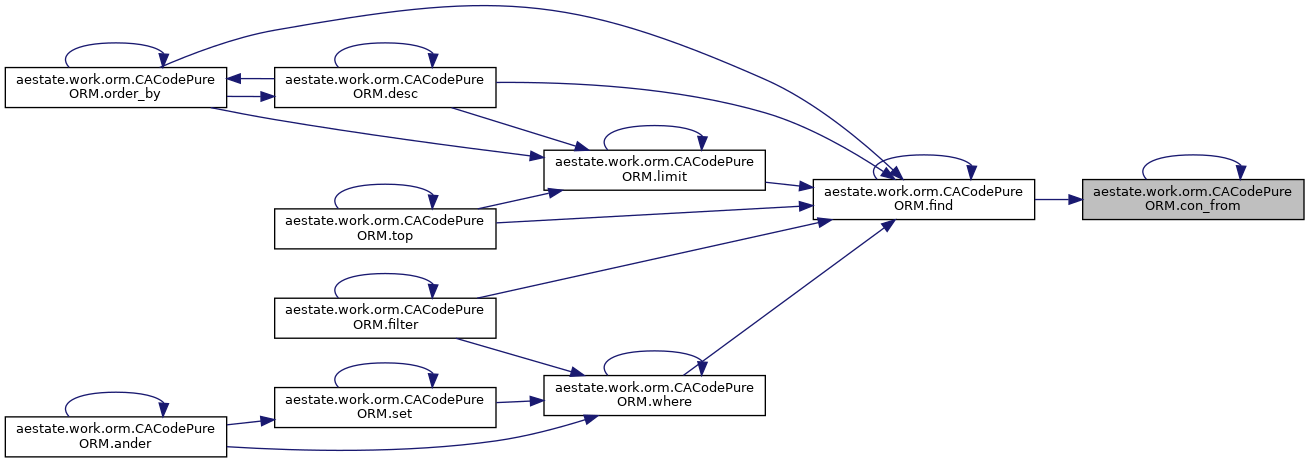 aestate.work.orm.CACodePure
ORM.order_by
aestate.work.orm.CACodePure
ORM.desc
aestate.work.orm.CACodePure
ORM.limit
aestate.work.orm.CACodePure
ORM.find
aestate.work.orm.CACodePure
ORM.con_from
aestate.work.orm.CACodePure
ORM.top
aestate.work.orm.CACodePure
ORM.filter
aestate.work.orm.CACodePure
ORM.where
aestate.work.orm.CACodePure
ORM.set
aestate.work.orm.CACodePure
ORM.ander